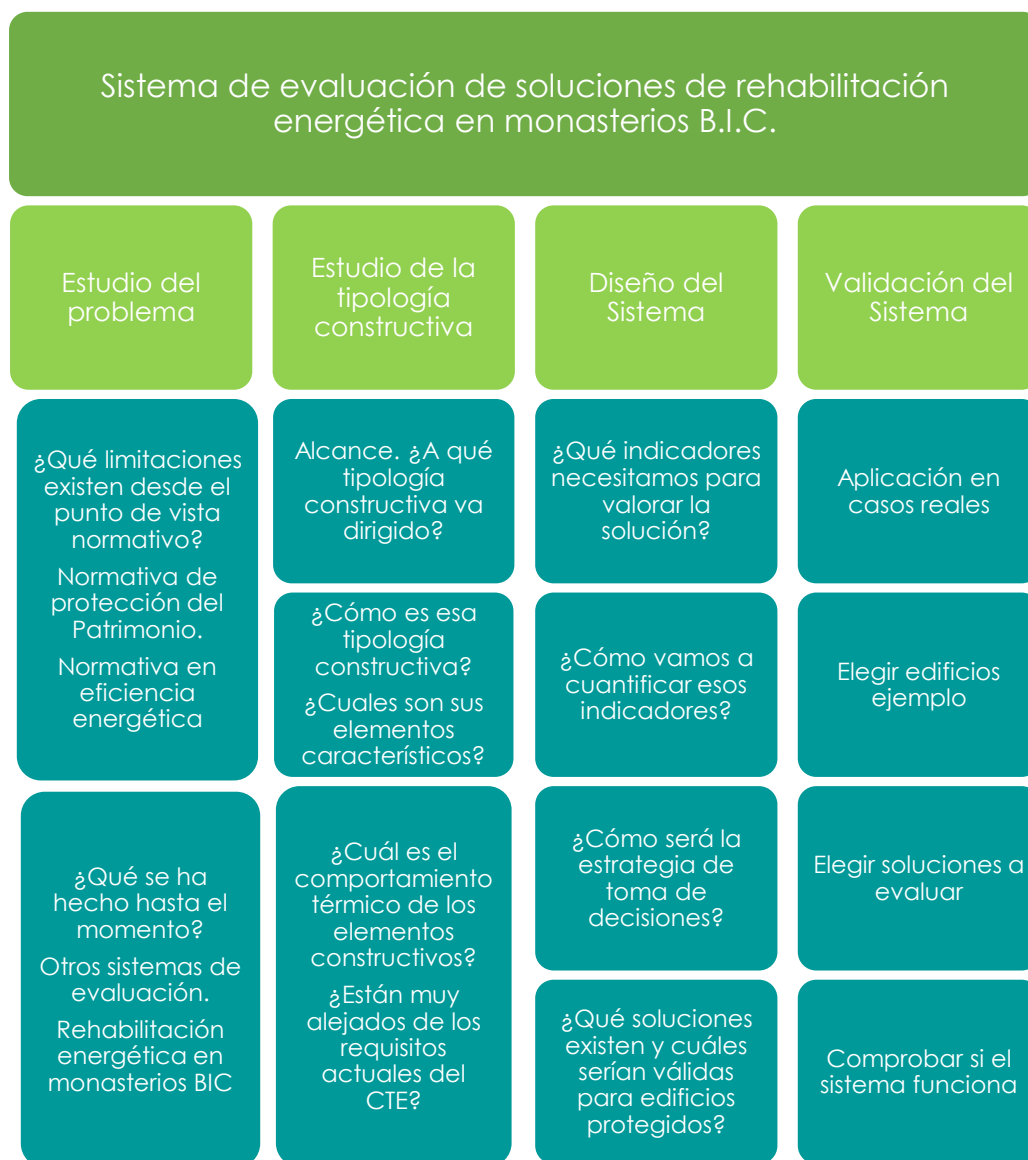 Sistema de evaluación de soluciones de rehabilitación
energética en monasterios B.I.C.
Estudio del
problema
¿Qué limitaciones
existen desde el
punto de vista
normativo?
Normativa de
protección del
Patrimonio.
Normativa en
eficiencia
energética
¿Qué se ha
hecho hasta el
momento?
Otros sistemas de
evaluación.
Rehabilitación
energética en
monasterios BIC
Estudio de la
tipología
constructiva
Alcance. ¿A qué
tipología
constructiva va
dirigido?
¿Cómo es esa
tipología
constructiva?
¿Cuales son sus
elementos
característicos?
¿Cuál es el
comportamiento
térmico de los
elementos
constructivos?
¿Están muy
alejados de los
requisitos
actuales del
CTE?
Diseño del
Sistema
¿Qué indicadores
necesitamos para
valorar la
solución?
¿Cómo vamos a
cuantificar esos
indicadores?
¿Cómo será la
estrategia de
toma de
decisiones?
¿Qué soluciones
existen y cuáles
serían válidas
para edificios
protegidos?
Validación del
Sistema
Aplicación en
casos reales
Elegir edificios
ejemplo
Elegir soluciones a
evaluar
Comprobar si el
sistema funciona